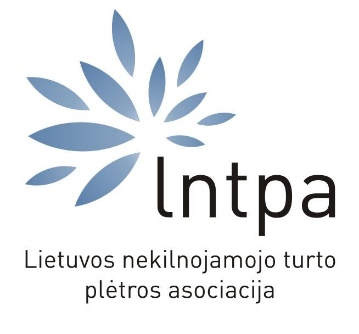 lntpa
Lietuvos nekilnojamojo turto
plėtros asociacija